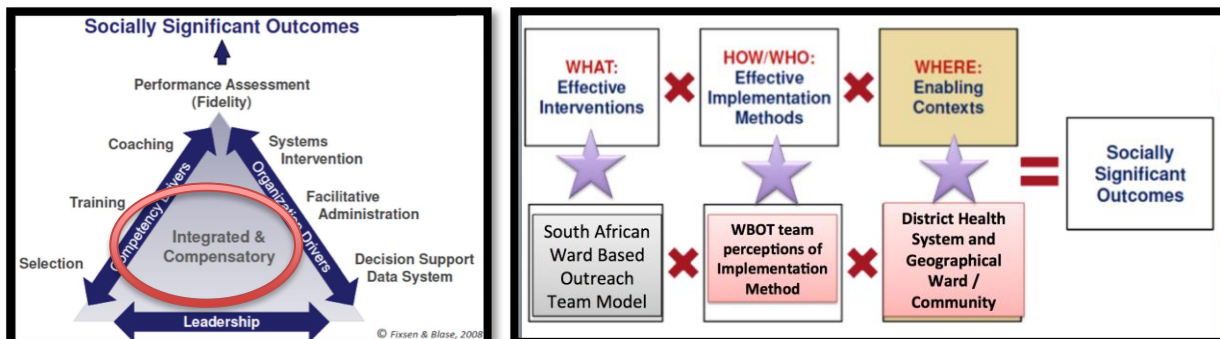 Socially Significant Outcomes
Performance Assessment
(Fidelity)
Coaching
Systems
Intervention
Training
Competency Drivers
Organization Drivers
Facilitative
Administration
Integrated &
Compensatory
Selection
Decision Support
Data System
Leadership
© Fixsen & Blase, 2008
WHAT:
Effective
Interventions
HOW/WHO:
Effective
Implementation
Methods
WHERE:
Enabling
Contexts
=
Socially
Significant
Outcomes
South African
Ward Based
Outreach
Team Model
WBOT team
perceptions of
Implementation
Method
District Health
System and
Geographical
Ward /
Community